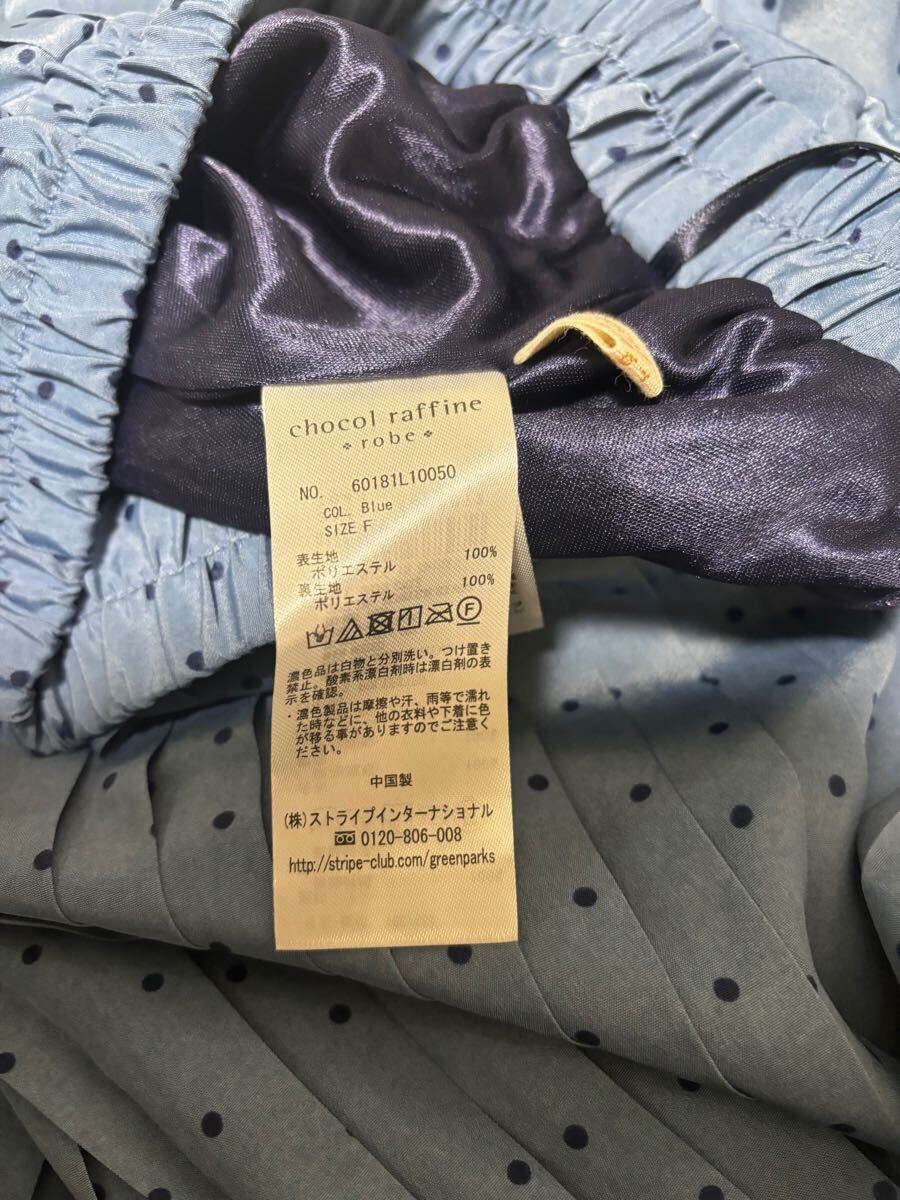 chocol raffine
robe
NO. 60181L10050
COL. Blue
SIZE F
表生地
ポリエステル 100%
裏生地
ポリエステル 100%
濃色品は白物と分別洗い。つけ置き
禁止。酸素系漂白剤時は漂白剤の表
示を確認。
・濃色製品は摩擦や汗、雨等で濡れ
た時などに、他の衣料や下着に色
が移る事がありますのでご注意く
ださい。
中国製
(株)ストライプインターナショナル
0120-806-008
http://stripe-club.com/greenparks